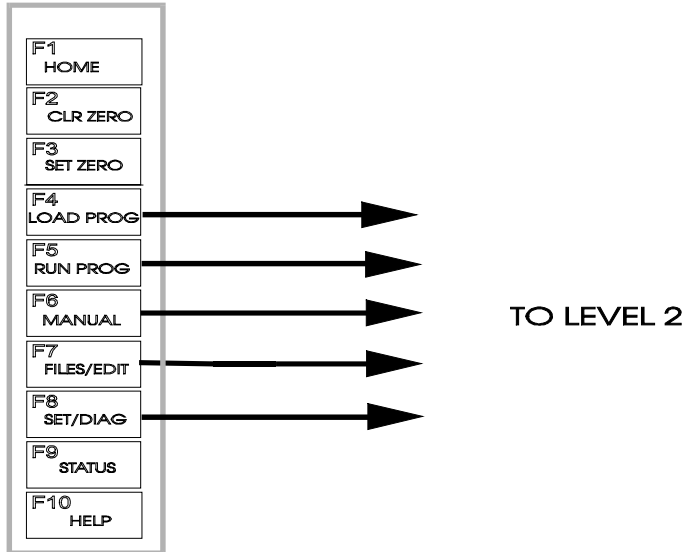 F1
HOME
F2
CLR ZERO
F3
SET ZERO
F4
LOAD PROG
F5
RUN PROG
F6
MANUAL
TO LEVEL 2
F7
FILES/EDIT
F8
SET/DIAG
F9
STATUS
F10
HELP